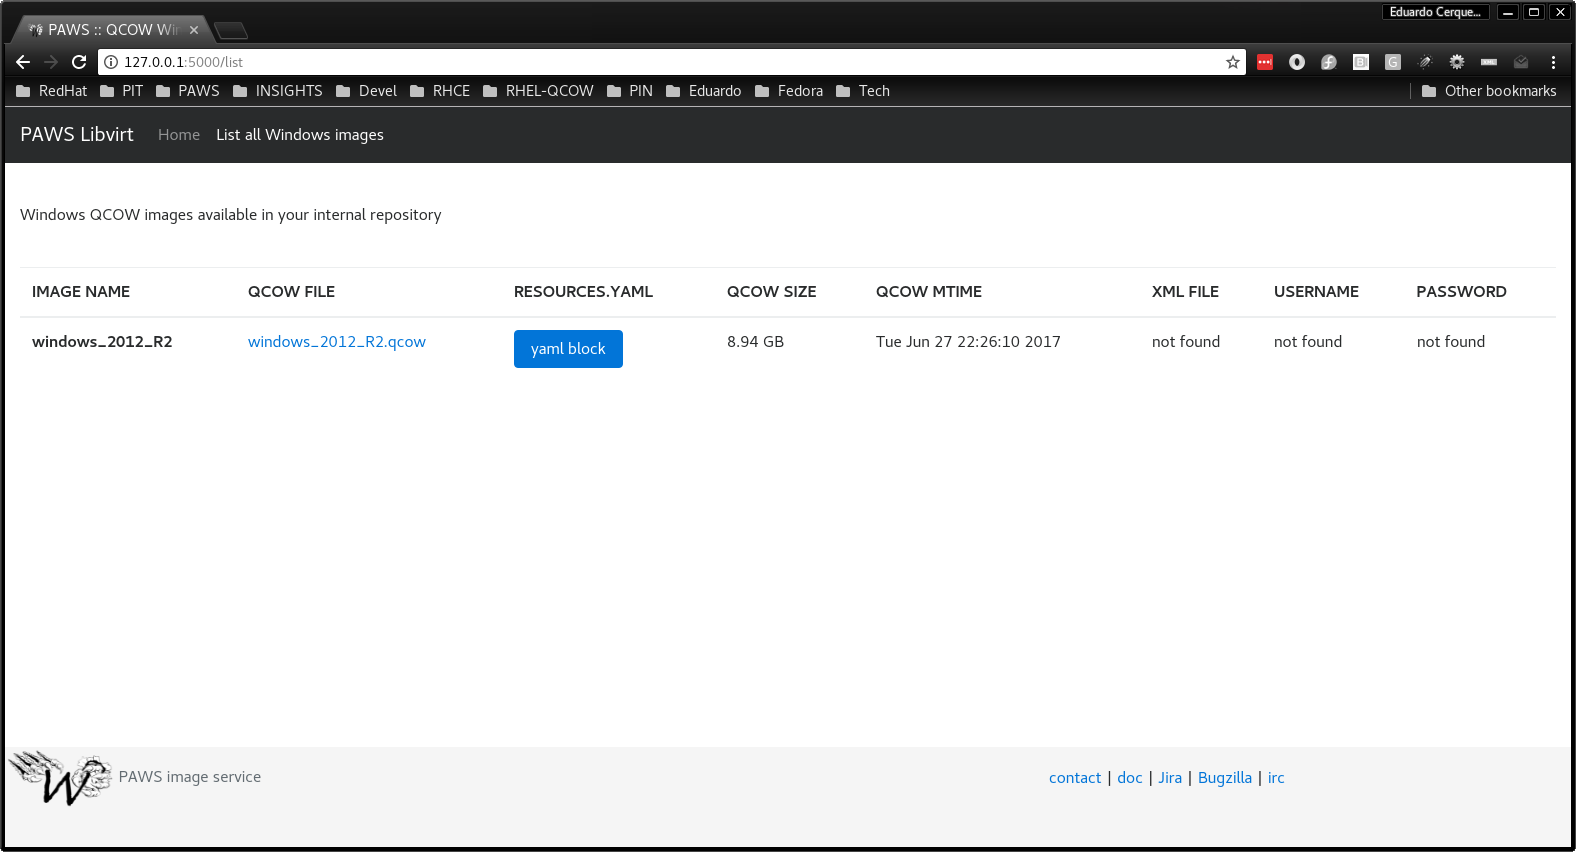 Eduardo Cerque...
PAWS :: QCOW Wi
127.0.0.1:5000/list
RedHat PIT PAWS INSIGHTS Devel RHCE RHEL-QCOW PIN Eduardo Fedora Tech Other bookmarks
PAWS Libvirt Home List all Windows images
Windows QCOW images available in your internal repository
IMAGE NAME QCOW FILE RESOURCES.YAML QCOW SIZE QCOW MTIME XML FILE USERNAME PASSWORD
windows_2012_R2 windows_2012_R2.qcow yaml block 8.94 GB Tue Jun 27 22:26:10 2017 not found not found not found
W PAWS image service contact | doc | Jira | Bugzilla | irc